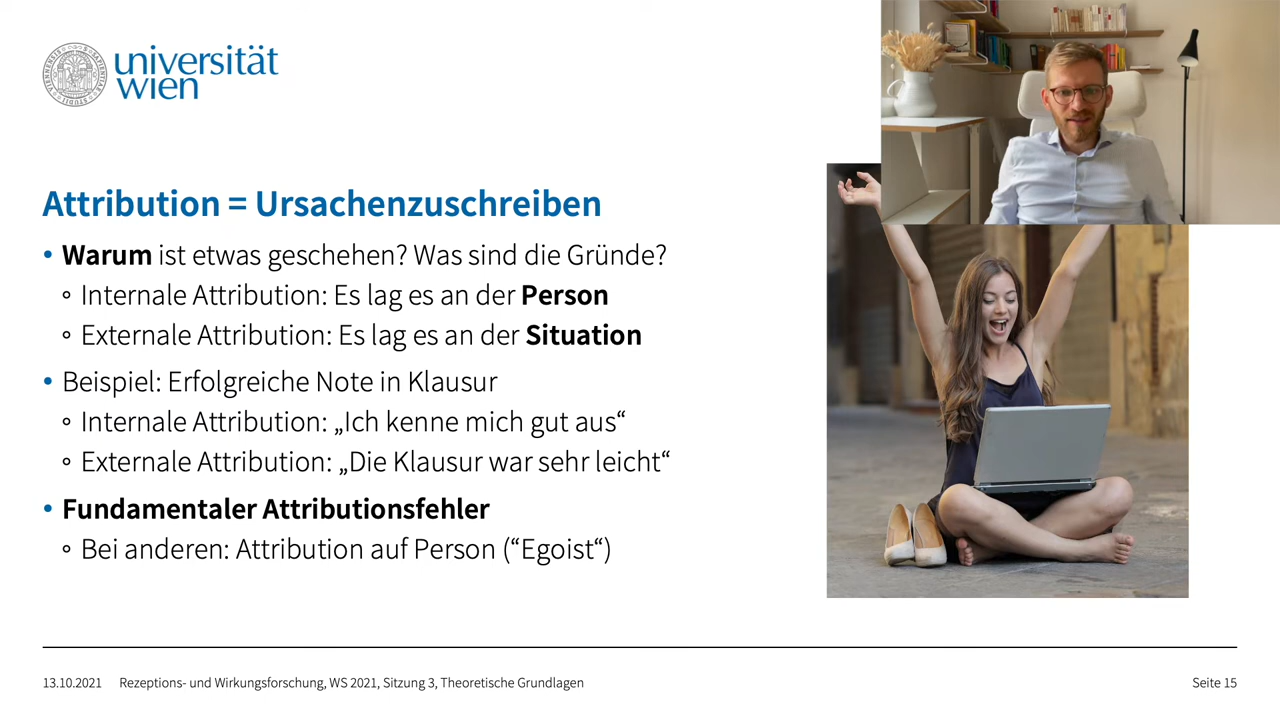 universität
wien
Attribution = Ursachenzuschreiben
• Warum ist etwas geschehen? Was sind die Gründe?
∘ Internale Attribution: Es lag es an der Person
∘ Externale Attribution: Es lag es an der Situation
• Beispiel: Erfolgreiche Note in Klausur
∘ Internale Attribution: „Ich kenne mich gut aus“
∘ Externale Attribution: „Die Klausur war sehr leicht“
• Fundamentaler Attributionsfehler
∘ Bei anderen: Attribution auf Person (“Egoist“)
13.10.2021 Rezeptions- und Wirkungsforschung, WS 2021, Sitzung 3, Theoretische Grundlagen Seite 15